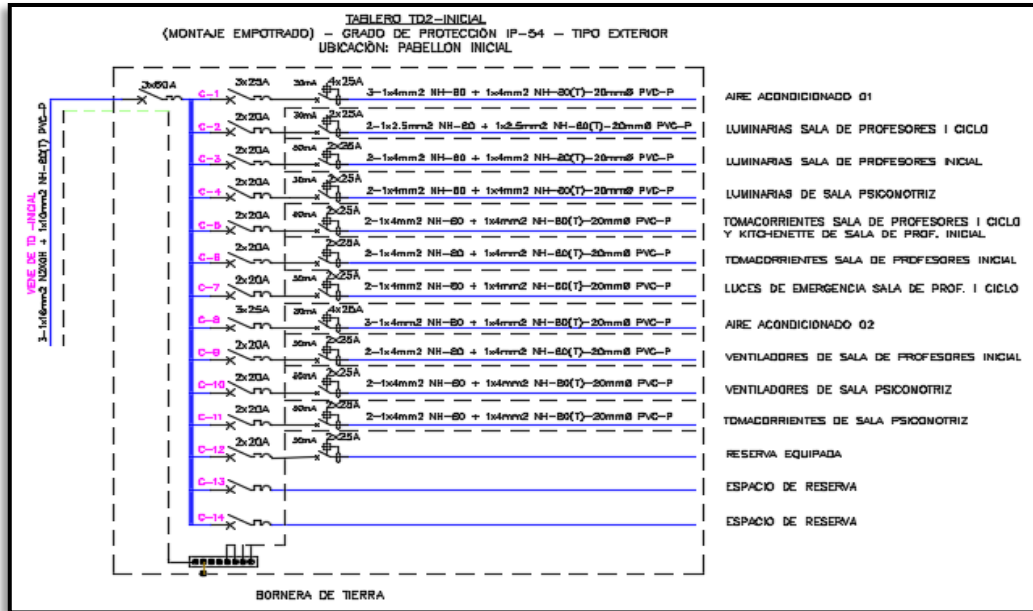 TABLERO TD2-INICIAL
(MONTAJE EMPOTRADO) - GRADO DE PROTECCIÓN IP-54 - TIPO EXTERIOR
UBICACIÓN: PABELLON INICIAL
VIENE DE TD -INICIAL
3-1x16mm2 N2XOH + 1x10mm2 NH-80(T) PVC-P
3x60A
C-1 3x25A 30mA 4x25A 3-1x4mm2 NH-80 + 1x4mm2 NH-80(T)-20mmØ PVC-P AIRE ACONDICIONADO 01
C-2 2x20A 30mA 2x25A 2-1x2.5mm2 NH-80 + 1x2.5mm2 NH-80(T)-20mmØ PVC-P LUMINARIAS SALA DE PROFESORES I CICLO
C-3 2x20A 30mA 2x25A 2-1x4mm2 NH-80 + 1x4mm2 NH-80(T)-20mmØ PVC-P LUMINARIAS SALA DE PROFESORES INICIAL
C-4 2x20A 30mA 2x25A 2-1x4mm2 NH-80 + 1x4mm2 NH-80(T)-20mmØ PVC-P LUMINARIAS DE SALA PSICONOTRIZ
C-5 2x20A 30mA 2x25A 2-1x4mm2 NH-80 + 1x4mm2 NH-80(T)-20mmØ PVC-P TOMACORRIENTES SALA DE PROFESORES I CICLO
Y KITCHENETTE DE SALA DE PROF. INICIAL
C-6 2x20A 30mA 2x25A 2-1x4mm2 NH-80 + 1x4mm2 NH-80(T)-20mmØ PVC-P TOMACORRIENTES SALA DE PROFESORES INICIAL
C-7 2x20A 30mA 2x25A 2-1x4mm2 NH-80 + 1x4mm2 NH-80(T)-20mmØ PVC-P LUCES DE EMERGENCIA SALA DE PROF. I CICLO
C-8 3x25A 30mA 4x25A 3-1x4mm2 NH-80 + 1x4mm2 NH-80(T)-20mmØ PVC-P AIRE ACONDICIONADO 02
C-9 2x20A 30mA 2x25A 2-1x4mm2 NH-80 + 1x4mm2 NH-80(T)-20mmØ PVC-P VENTILADORES DE SALA DE PROFESORES INICIAL
C-10 2x20A 30mA 2x25A 2-1x4mm2 NH-80 + 1x4mm2 NH-80(T)-20mmØ PVC-P VENTILADORES DE SALA PSICONOTRIZ
C-11 2x20A 30mA 2x25A 2-1x4mm2 NH-80 + 1x4mm2 NH-80(T)-20mmØ PVC-P TOMACORRIENTES DE SALA PSICONOTRIZ
C-12 2x20A 30mA 2x25A RESERVA EQUIPADA
C-13 ESPACIO DE RESERVA
C-14 ESPACIO DE RESERVA
BORNERA DE TIERRA